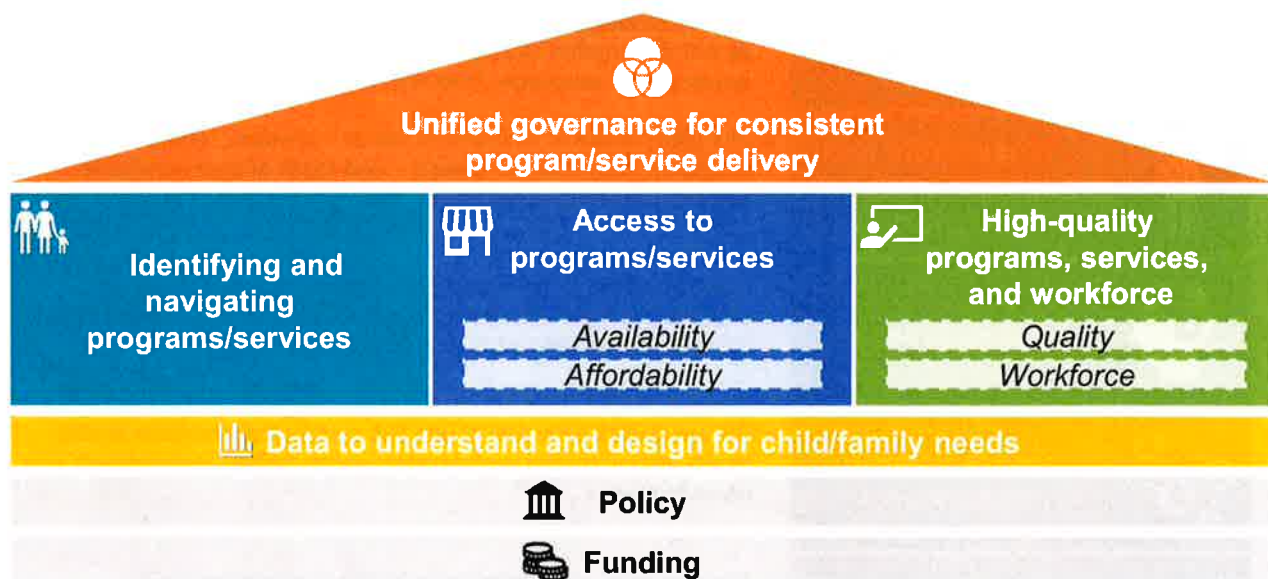 Unified governance for consistent
program/service delivery
Identifying and
navigating
programs/services
Access to
programs/services
Availability
Affordability
High-quality
programs, services,
and workforce
Quality
Workforce
Data to understand and design for child/family needs
Policy
Funding